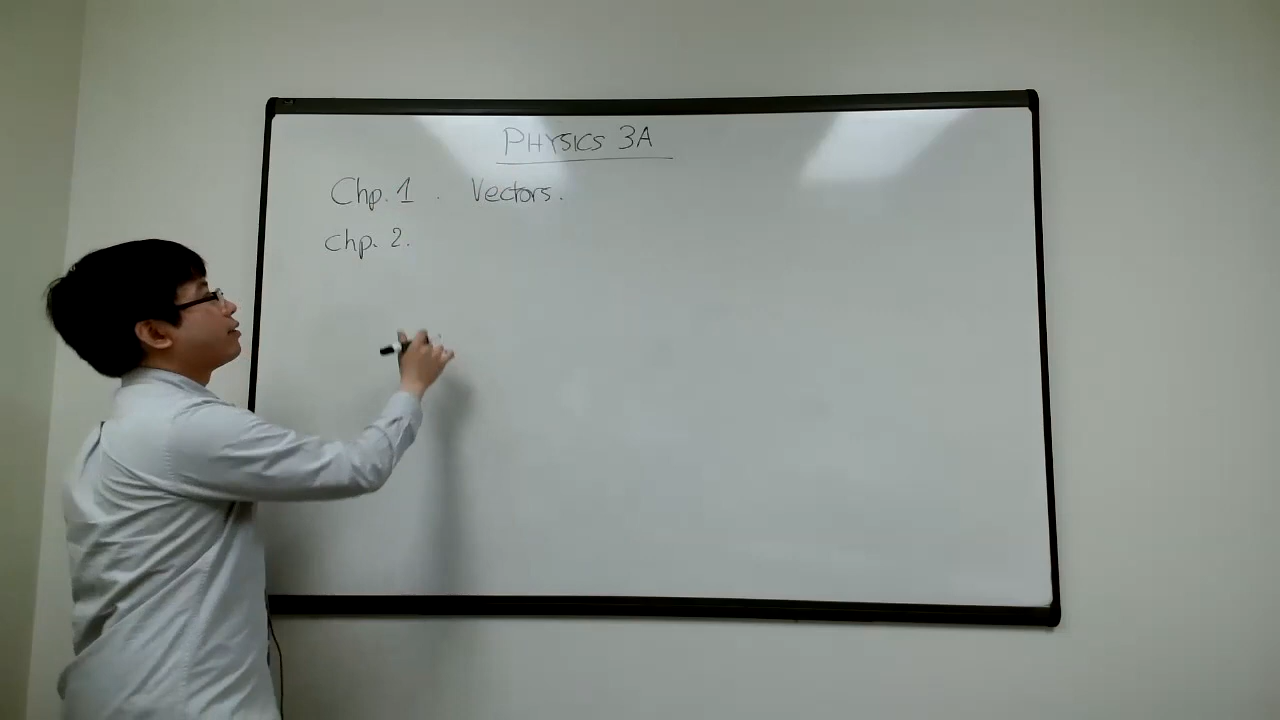 PHYSICS 3A
Chp. 1 . Vectors.
Chp. 2.